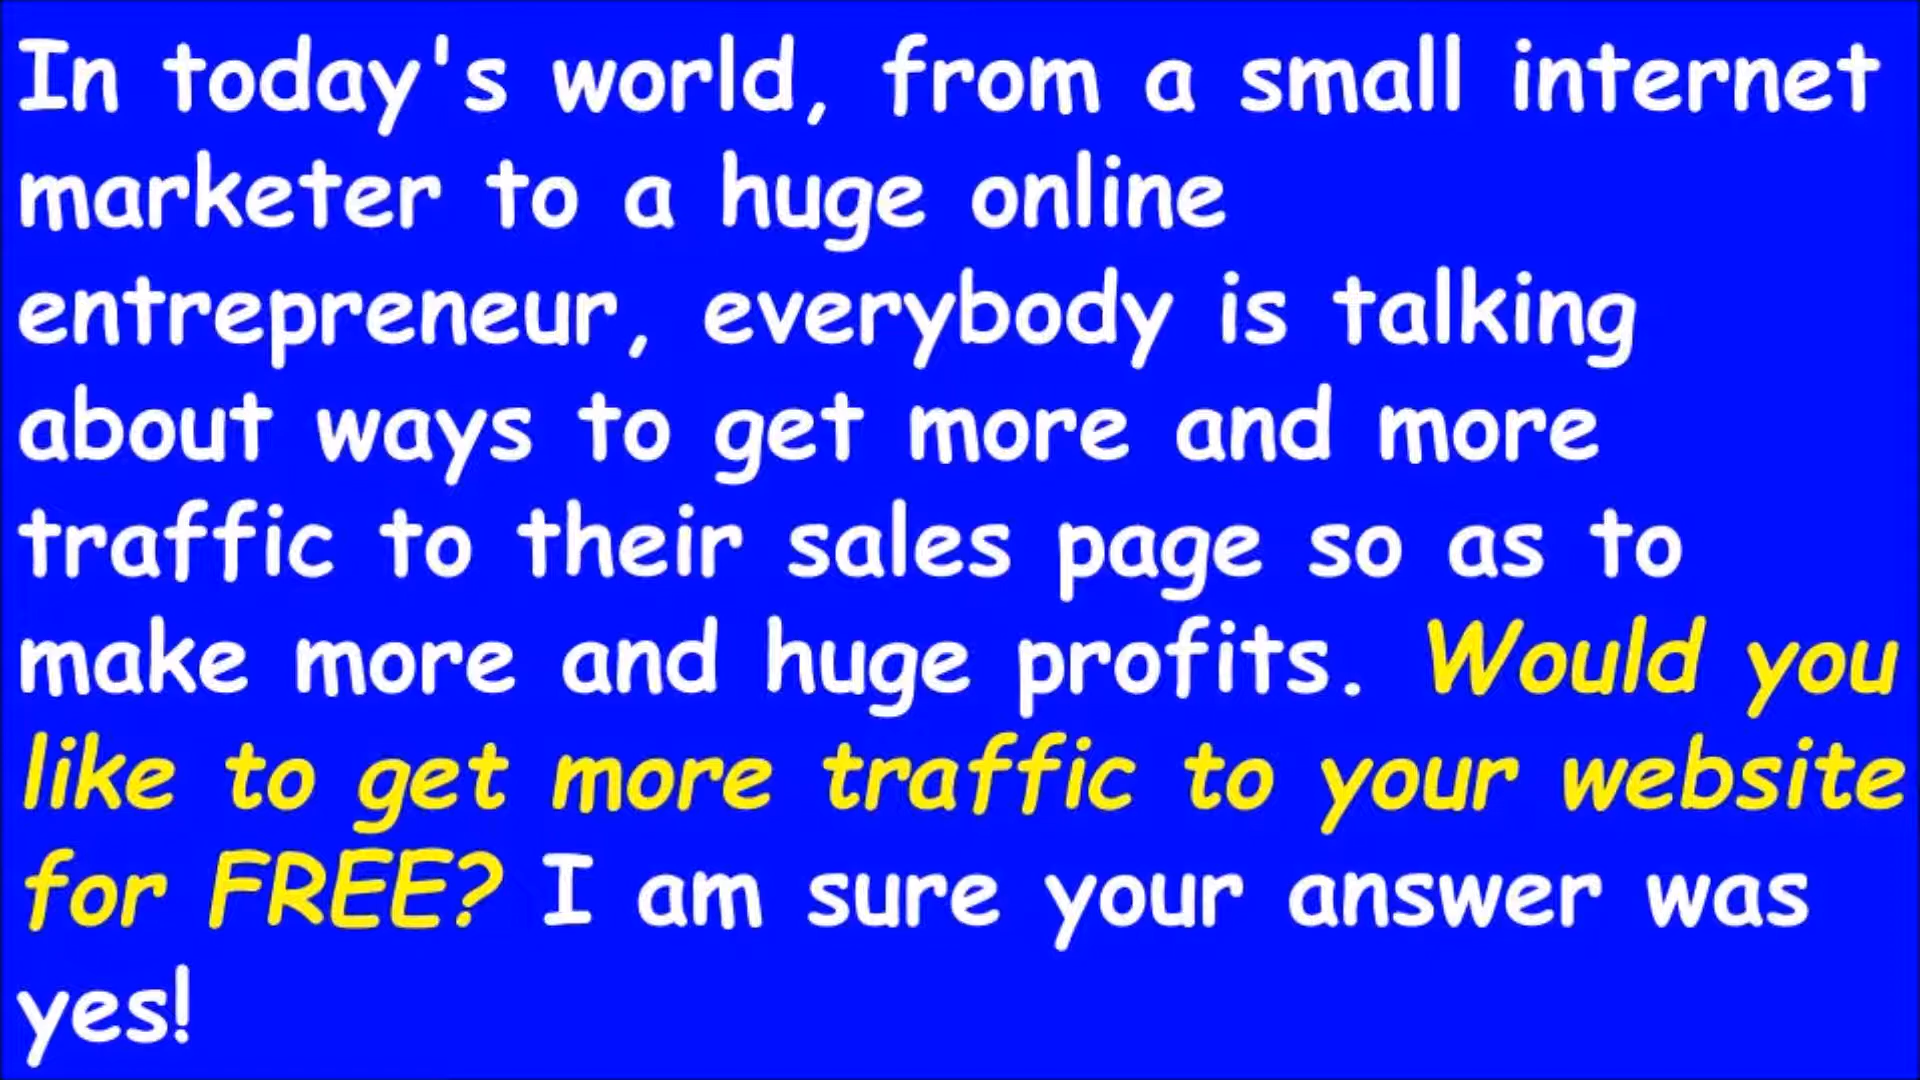 In today's world, from a small internet
marketer to a huge online
entrepreneur, everybody is talking
about ways to get more and more
traffic to their sales page so as to
make more and huge profits. Would you
like to get more traffic to your website
for FREE? I am sure your answer was
yes!